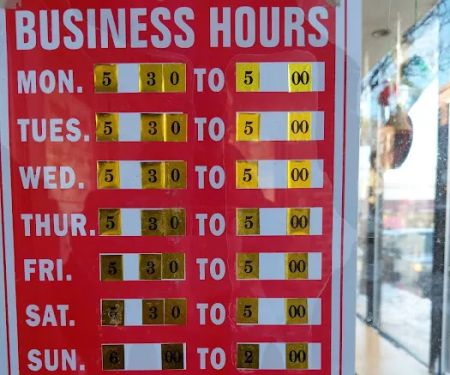 BUSINESS HOURS
MON. 5 30 TO 5 00
TUES. 5 30 TO 5 00
WED. 5 30 TO 5 00
THUR. 5 30 TO 5 00
FRI. 5 30 TO 5 00
SAT. 5 30 TO 5 00
SUN. 6 00 TO 2 00